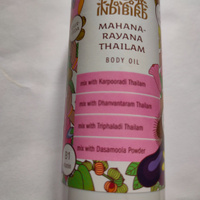 INDIBIRD
MAHANA-
RAYANA
THAILAM
BODY OIL
mix with Karpooradi Thailam
mix with Dhanwantaram Thailam
mix with Triphaladi Thailam
mix with Dasamoola Powder
81